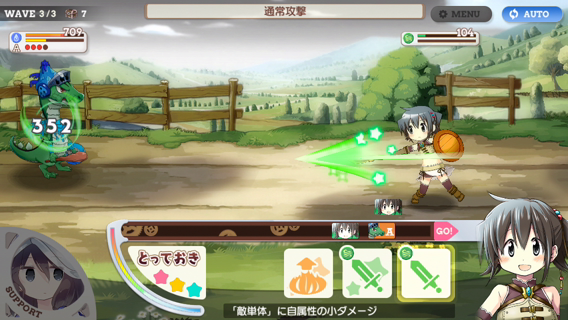 WAVE 3/3 7
通常攻撃
MENU
AUTO
709
A
104
352
GO!
A
とっておき
SUPPORT
「敵単体」に自属性の小ダメージ